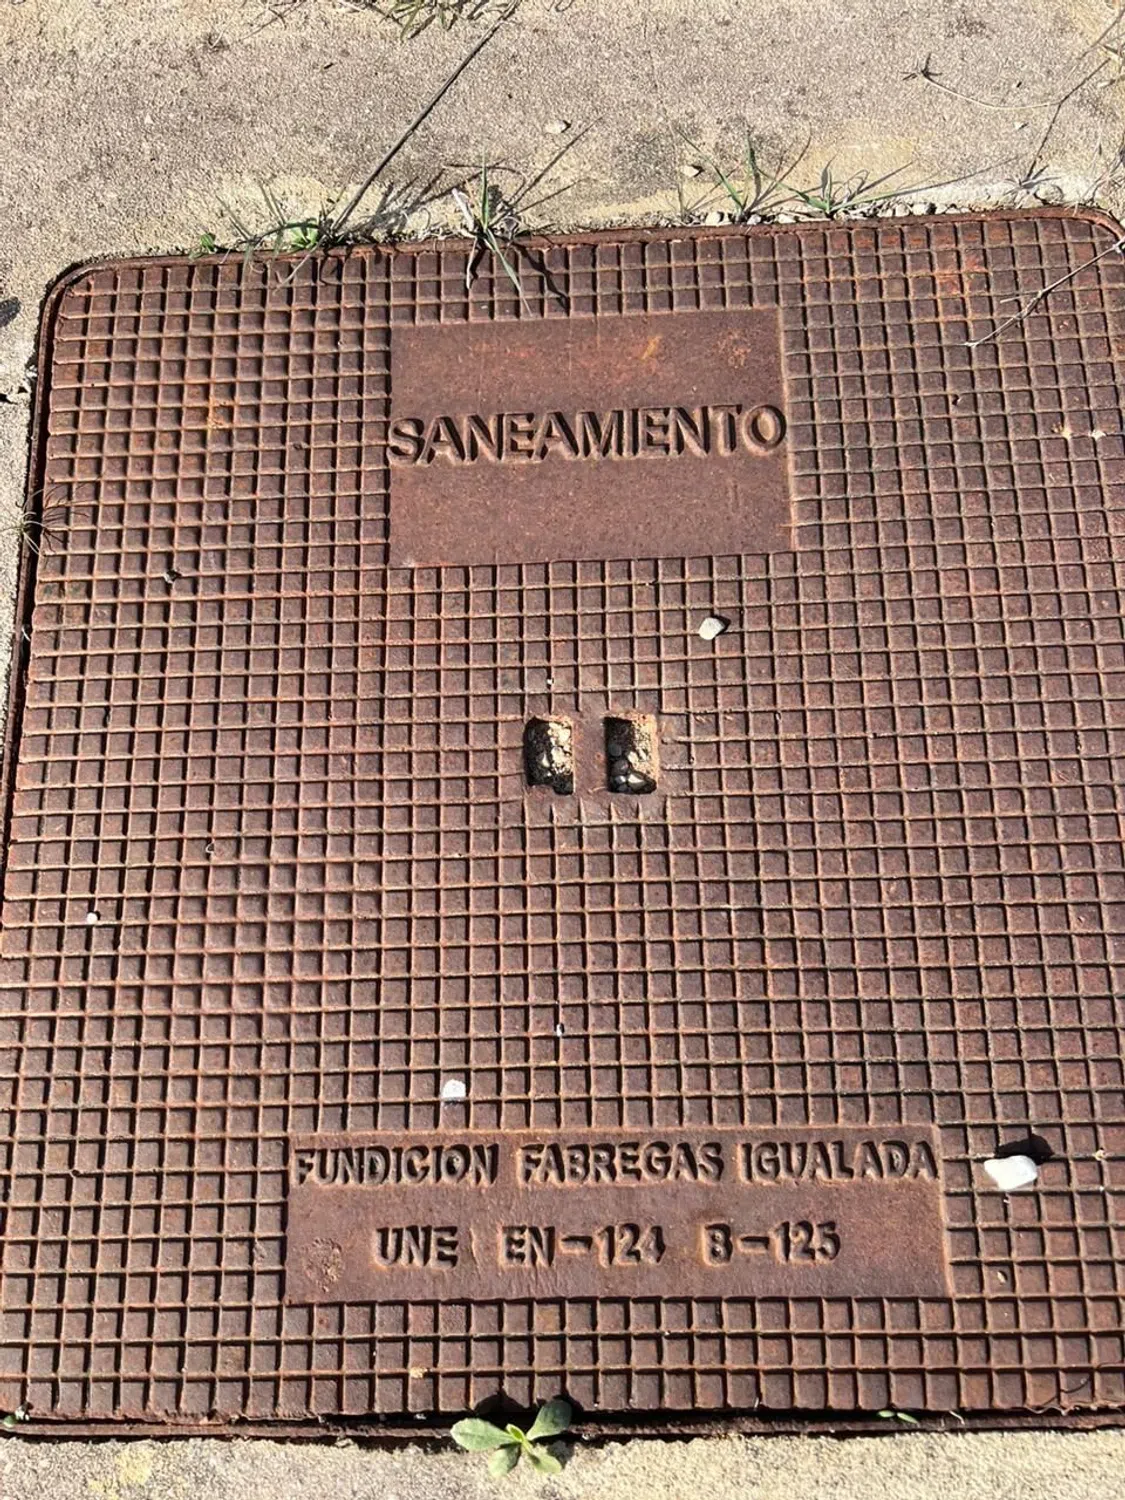 SANEAMIENTO
FUNDICION FABREGAS IGUALADA
UNE EN-124 B-125